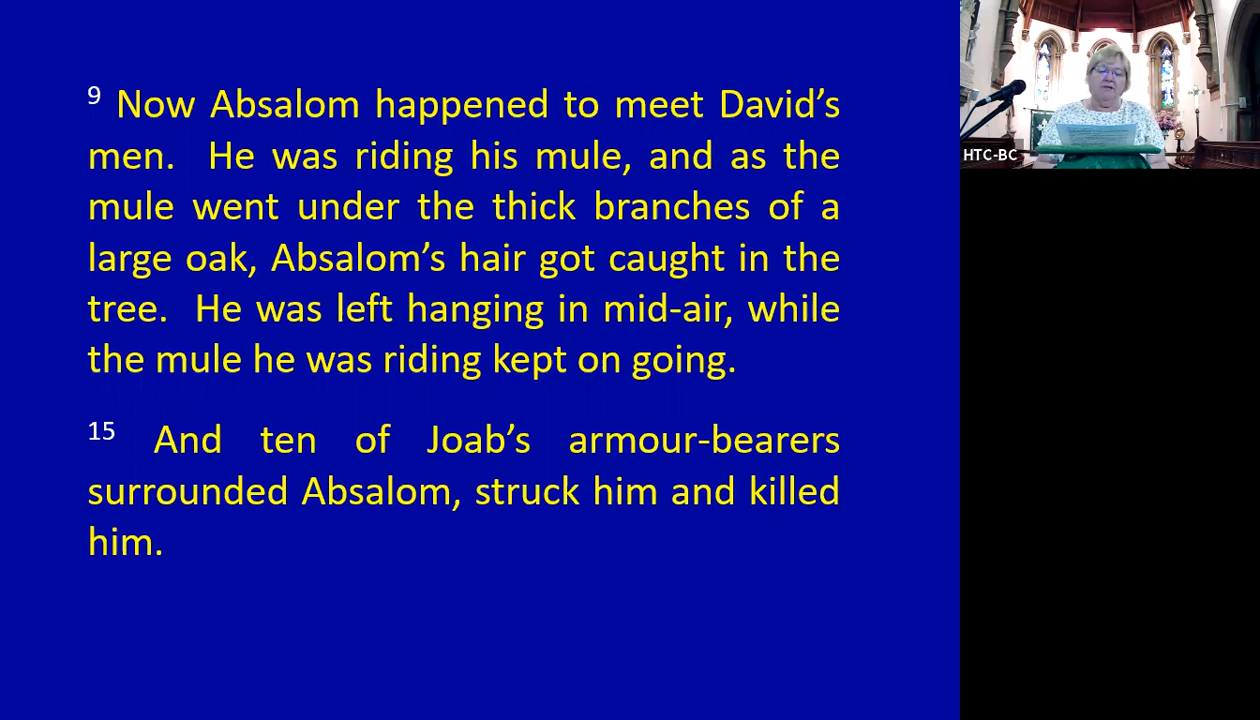 9 Now Absalom happened to meet David’s
men. He was riding his mule, and as the
mule went under the thick branches of a
large oak, Absalom’s hair got caught in the
tree. He was left hanging in mid-air, while
the mule he was riding kept on going.
15 And ten of Joab’s armour-bearers
surrounded Absalom, struck him and killed
him.
HTC-BC